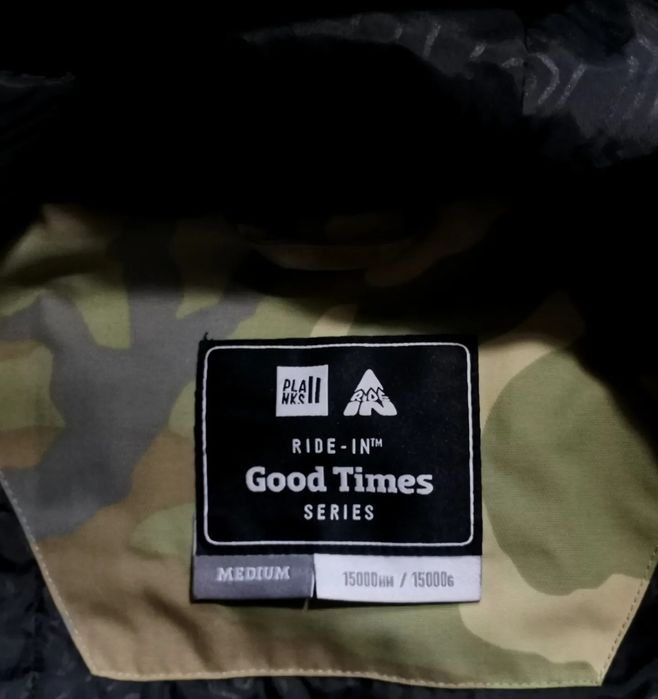 PLA
NKS
RIDE
IN
RIDE-IN™
Good Times
SERIES
MEDIUM
15000MM / 15000G